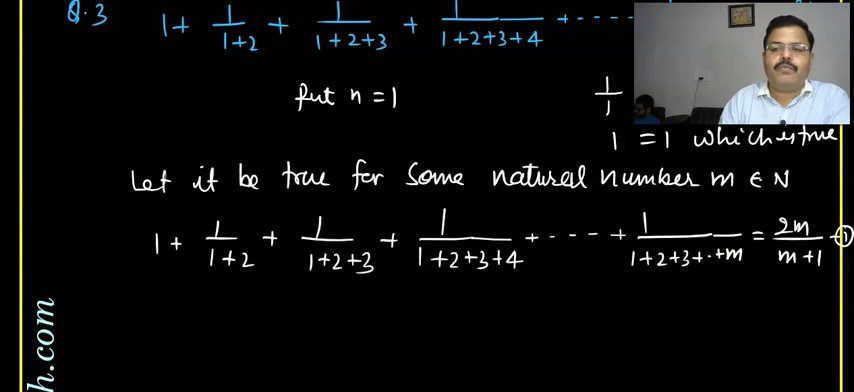 Q.3 1 + 1/(1+2) + 1/(1+2+3) + 1/(1+2+3+4) + ----
Put n = 1 1/1
1 = 1 which is true
Let it be true for some natural number m ∈ N
1 + 1/(1+2) + 1/(1+2+3) + 1/(1+2+3+4) + ---- + 1/(1+2+3+..+m) = 2m/(m+1) —①
h.com